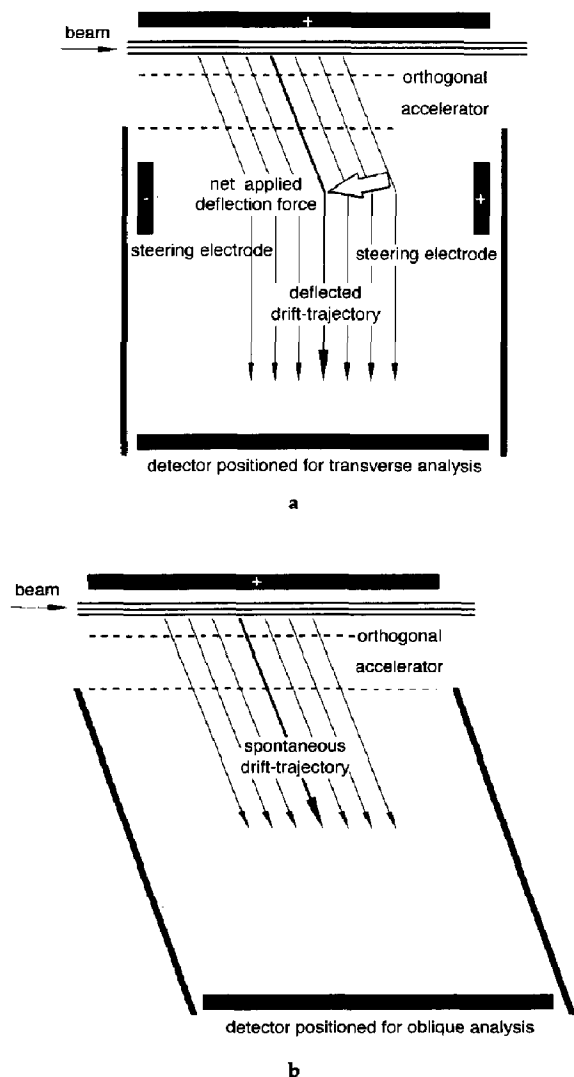 +
beam
orthogonal
accelerator
net applied
deflection force
-
+
steering electrode
steering electrode
deflected
drift-trajectory
detector positioned for transverse analysis
a
+
beam
orthogonal
accelerator
spontaneous
drift-trajectory
detector positioned for oblique analysis
b